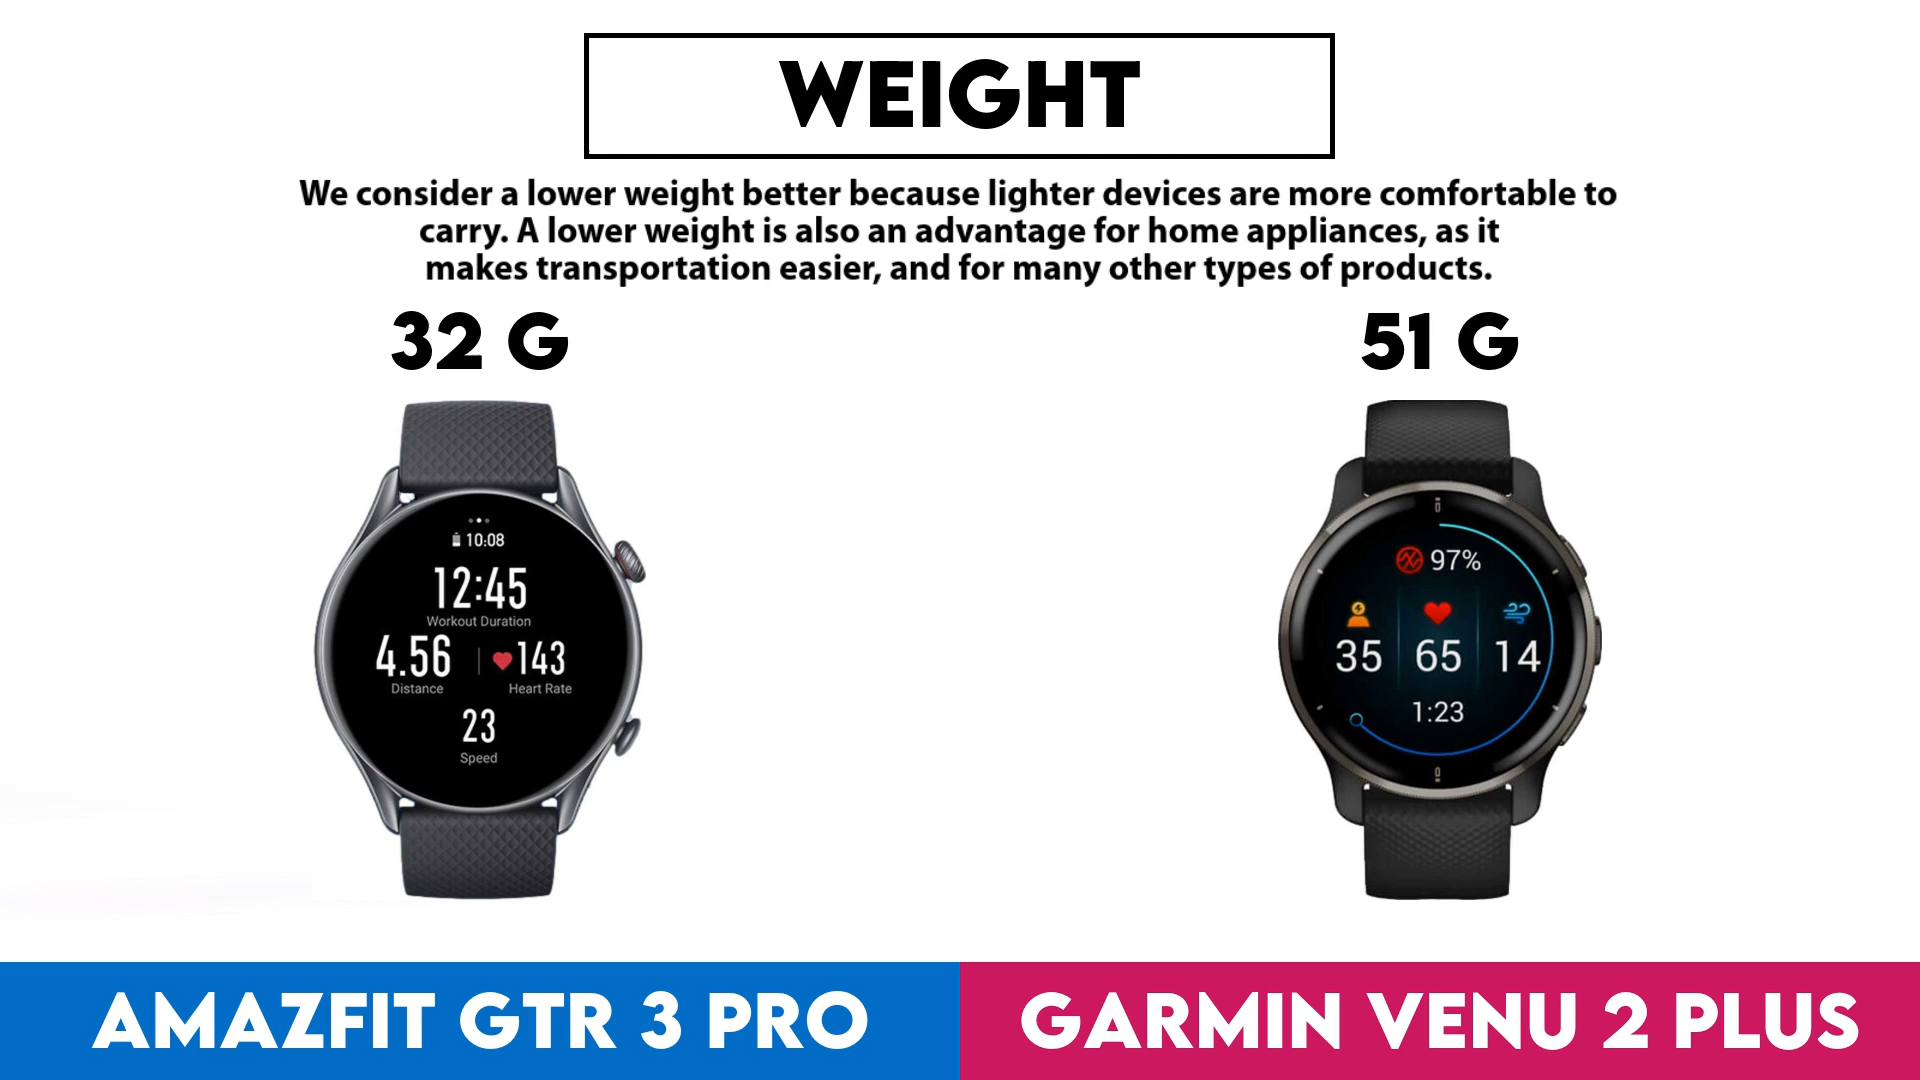 WEIGHT
We consider a lower weight better because lighter devices are more comfortable to
carry. A lower weight is also an advantage for home appliances, as it
makes transportation easier, and for many other types of products.
32 G
51 G
10:08
12:45
Workout Duration
4.56
143
Distance
Heart Rate
23
Speed
97%
35 65 14
1:23
AMAZFIT GTR 3 PRO
GARMIN VENU 2 PLUS